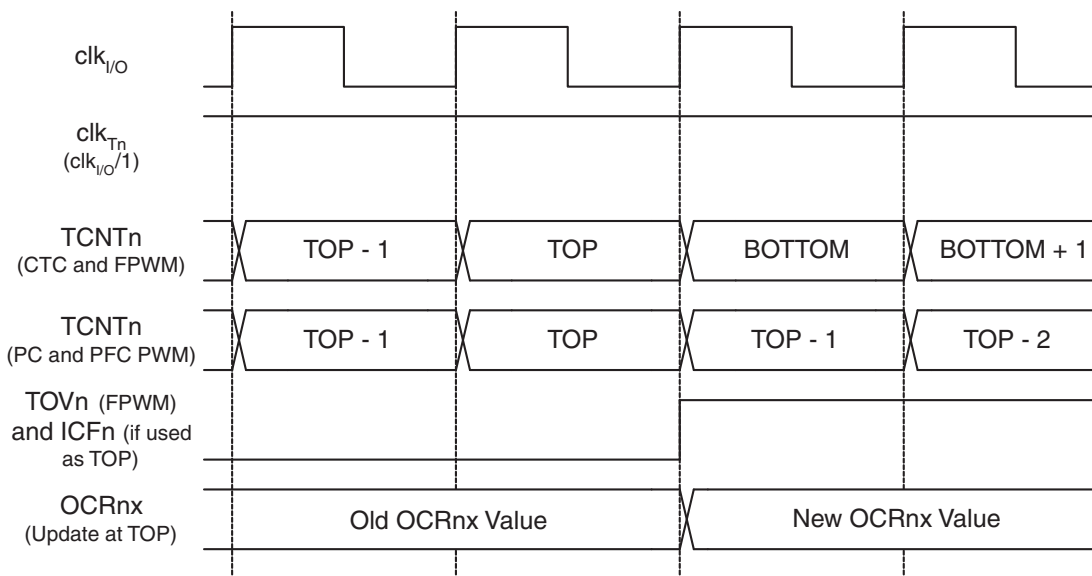 clkI/O
clkTn
(clkI/O/1)
TCNTn
(CTC and FPWM)
TOP - 1
TOP
BOTTOM
BOTTOM + 1
TCNTn
(PC and PFC PWM)
TOP - 1
TOP
TOP - 1
TOP - 2
TOVn (FPWM)
and ICFn (if used
as TOP)
OCRnx
(Update at TOP)
Old OCRnx Value
New OCRnx Value